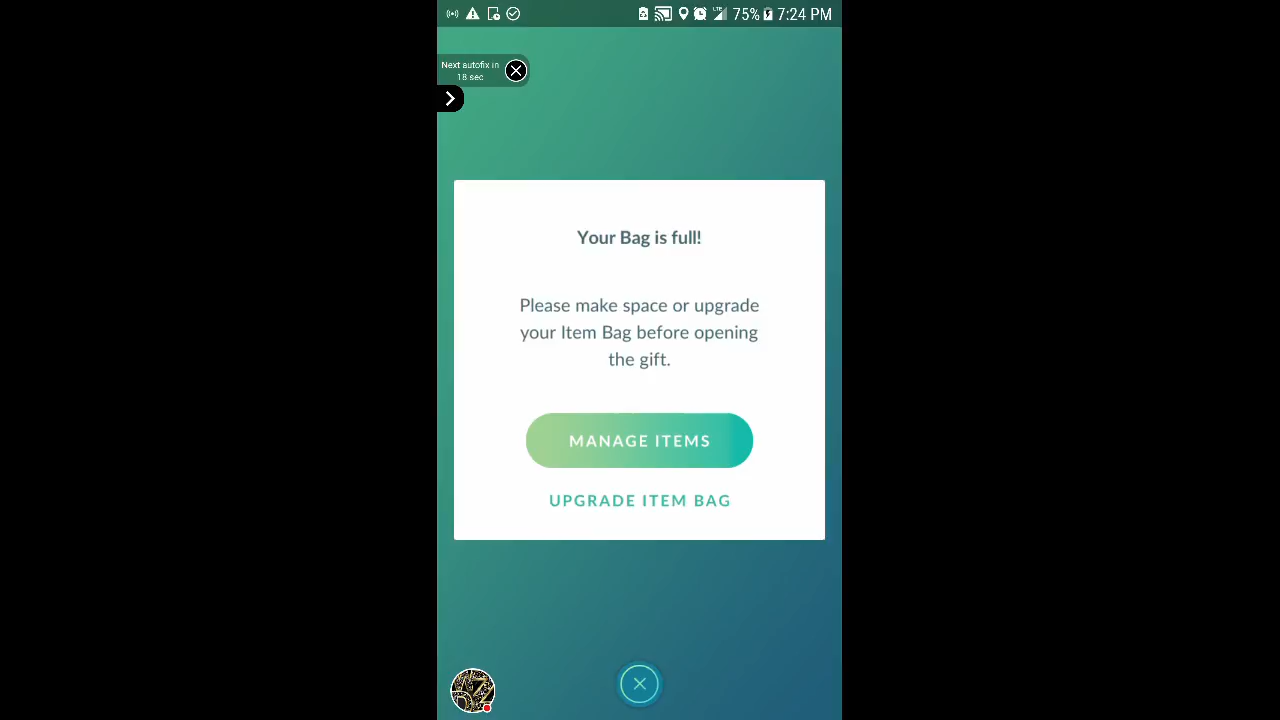 LTE 75% 7:24 PM
Next autofix in
18 sec
Your Bag is full!
Please make space or upgrade
your Item Bag before opening
the gift.
MANAGE ITEMS
UPGRADE ITEM BAG